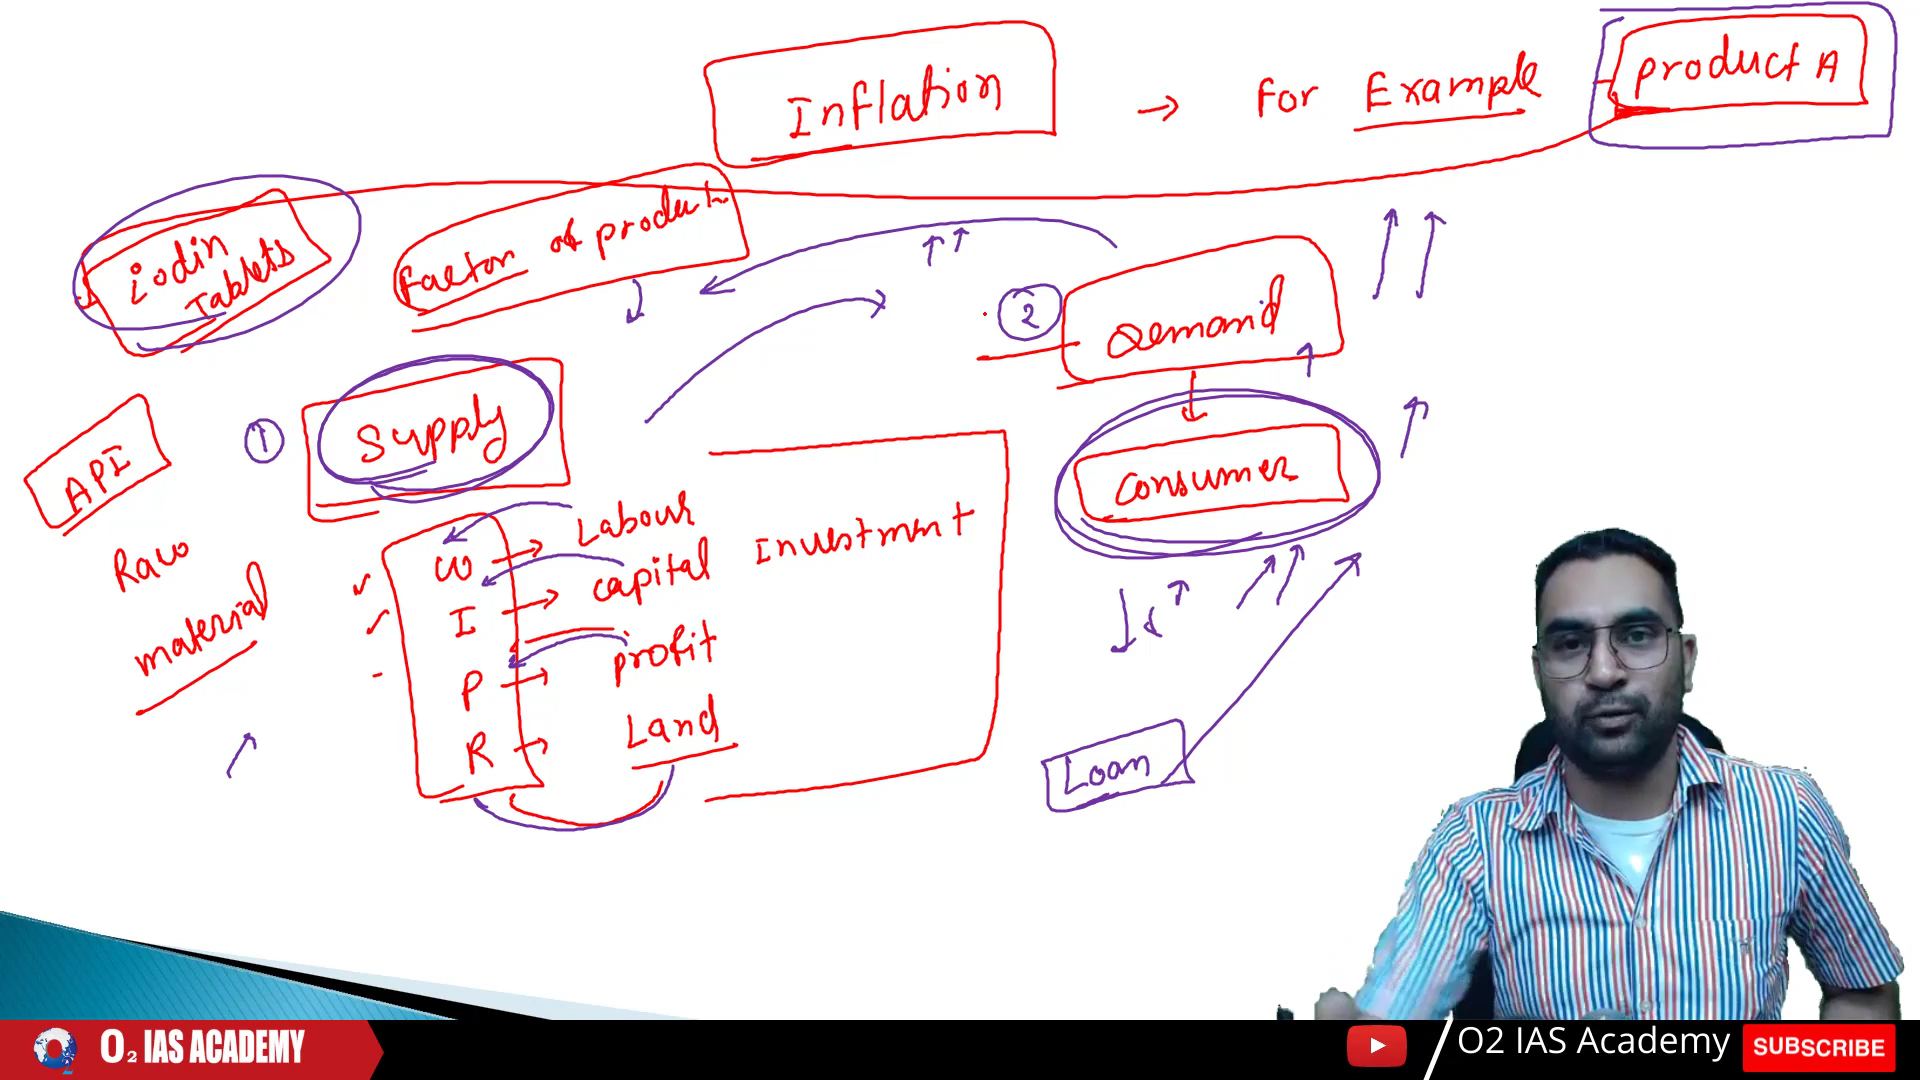 Inflation → For Example
product A
iodin
Tablets
Factor of product
② Demand
① Supply
Consumer
API
Raw
material
W → Labour
I → capital
P → profit
R → Land
Investment
Loan
O₂ IAS ACADEMY
O2 IAS Academy
SUBSCRIBE